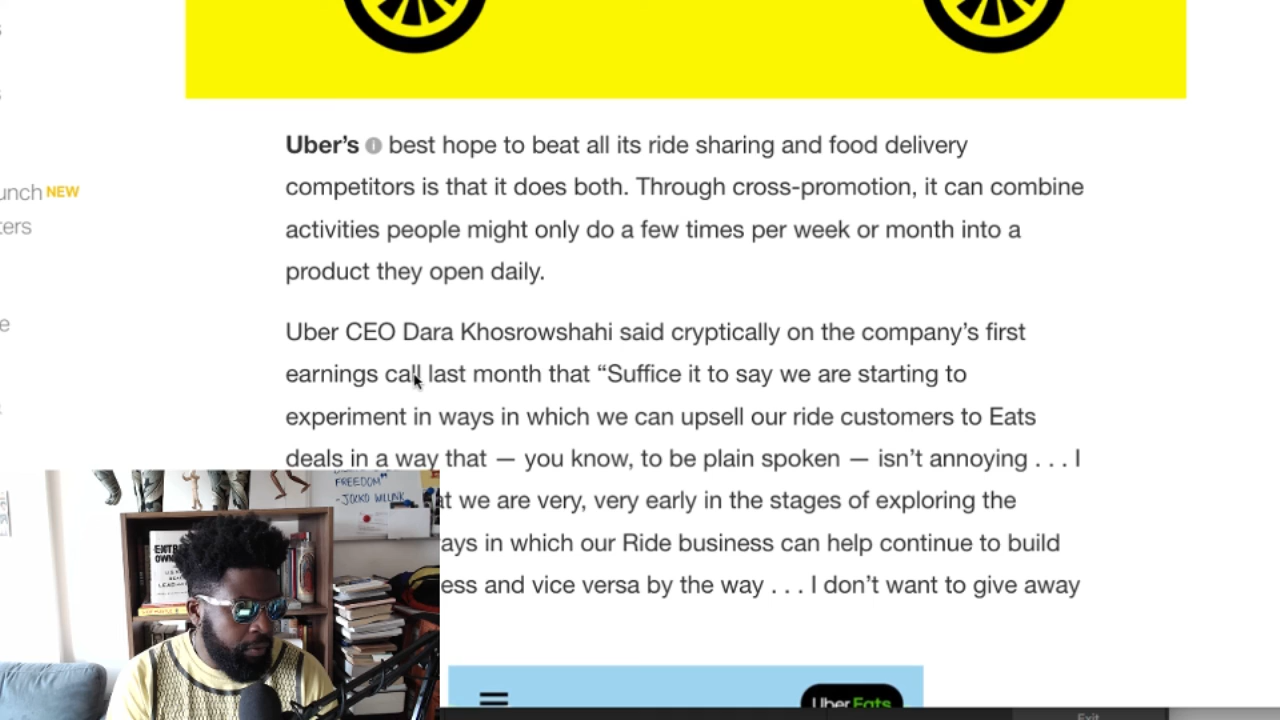 unch NEW
ters
e
Uber's i best hope to beat all its ride sharing and food delivery
competitors is that it does both. Through cross-promotion, it can combine
activities people might only do a few times per week or month into a
product they open daily.
Uber CEO Dara Khosrowshahi said cryptically on the company's first
earnings call last month that “Suffice it to say we are starting to
experiment in ways in which we can upsell our ride customers to Eats
deals in a way that — you know, to be plain spoken — isn't annoying . . . I
at we are very, very early in the stages of exploring the
ays in which our Ride business can help continue to build
ess and vice versa by the way . . . I don't want to give away
FREEDOM"
-JOCKO WILLINK
Uber Eats
Exit